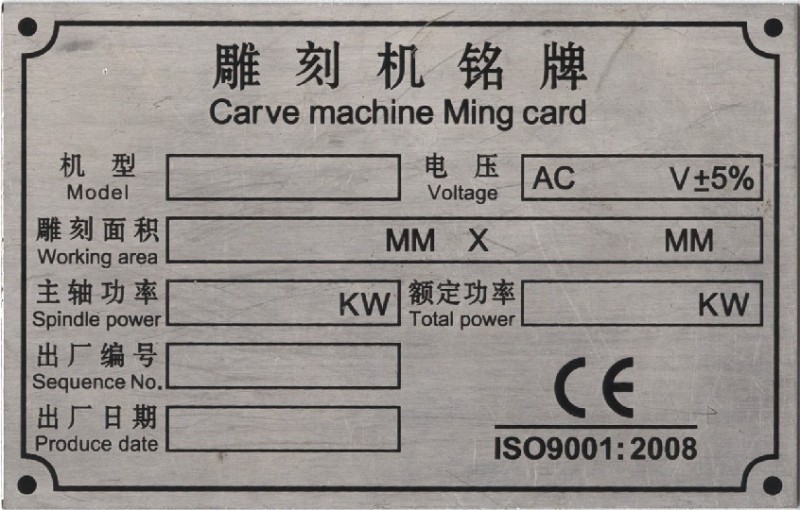 雕刻机铭牌
Carve machine Ming card
机型 电压 AC V±5%
Model Voltage
雕刻面积 MM X MM
Working area
主轴功率 KW 额定功率 KW
Spindle power Total power
出厂编号
Sequence No.
CE
出厂日期
Produce date
ISO9001:2008